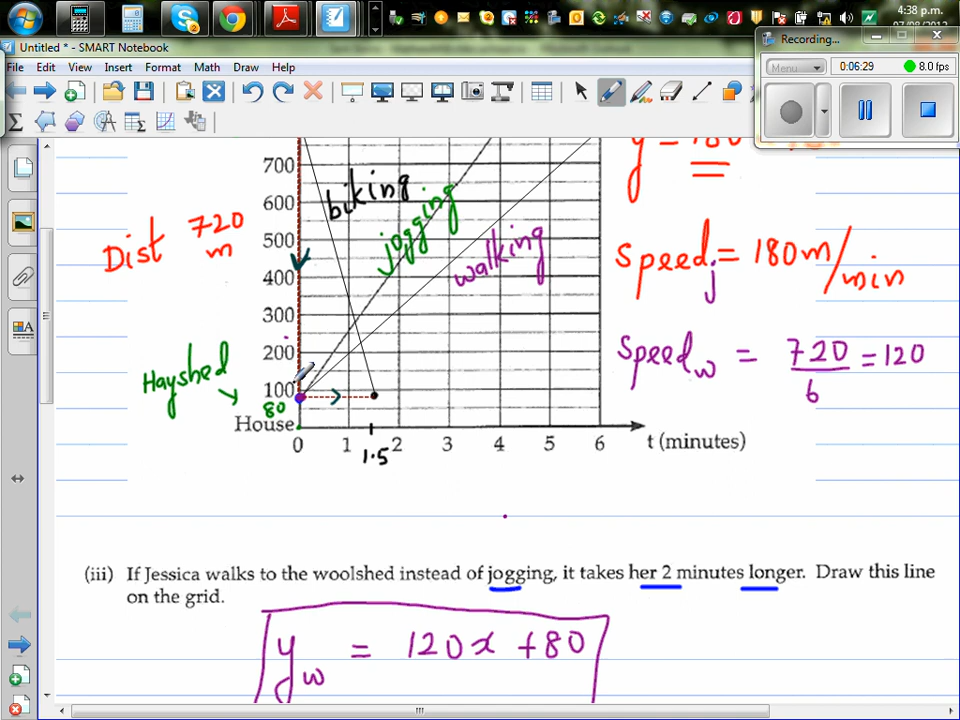 4:38 p.m.
07/08/2012
Untitled * - SMART Notebook
File Edit View Insert Format Math Draw Help
Recording...
Menu
0:06:29
8.0 fps
700
600
500
400
300
200
100
80
House
0 1 2 3 4 5 6 t (minutes)
1.5
Dist 720 m
Hayshed
biking
jogging
walking
y = 180
Speed j = 180m/min
Speed w = 720/6 = 120
(iii) If Jessica walks to the woolshed instead of jogging, it takes her 2 minutes longer. Draw this line
on the grid.
y w = 120x + 80